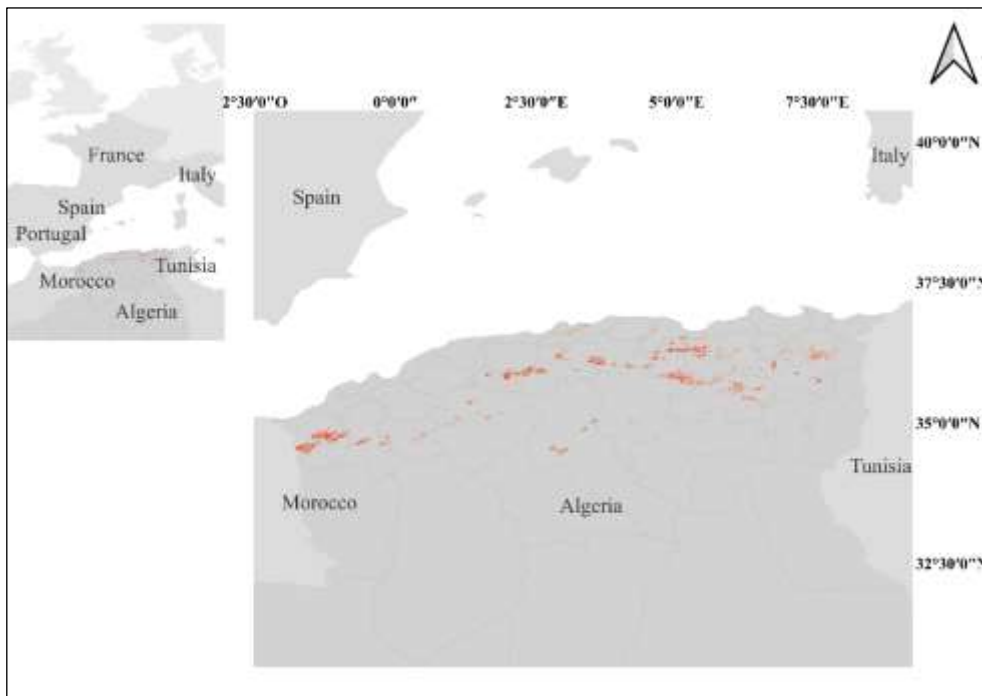 France
Italy
Spain
Portugal
Tunisia
Morocco
Algeria
2°30'0"O 0°0'0" 2°30'0"E 5°0'0"E 7°30'0"E
40°0'0"N
Italy
Spain
37°30'0"N
35°0'0"N
Tunisia
Morocco
Algeria
32°30'0"N